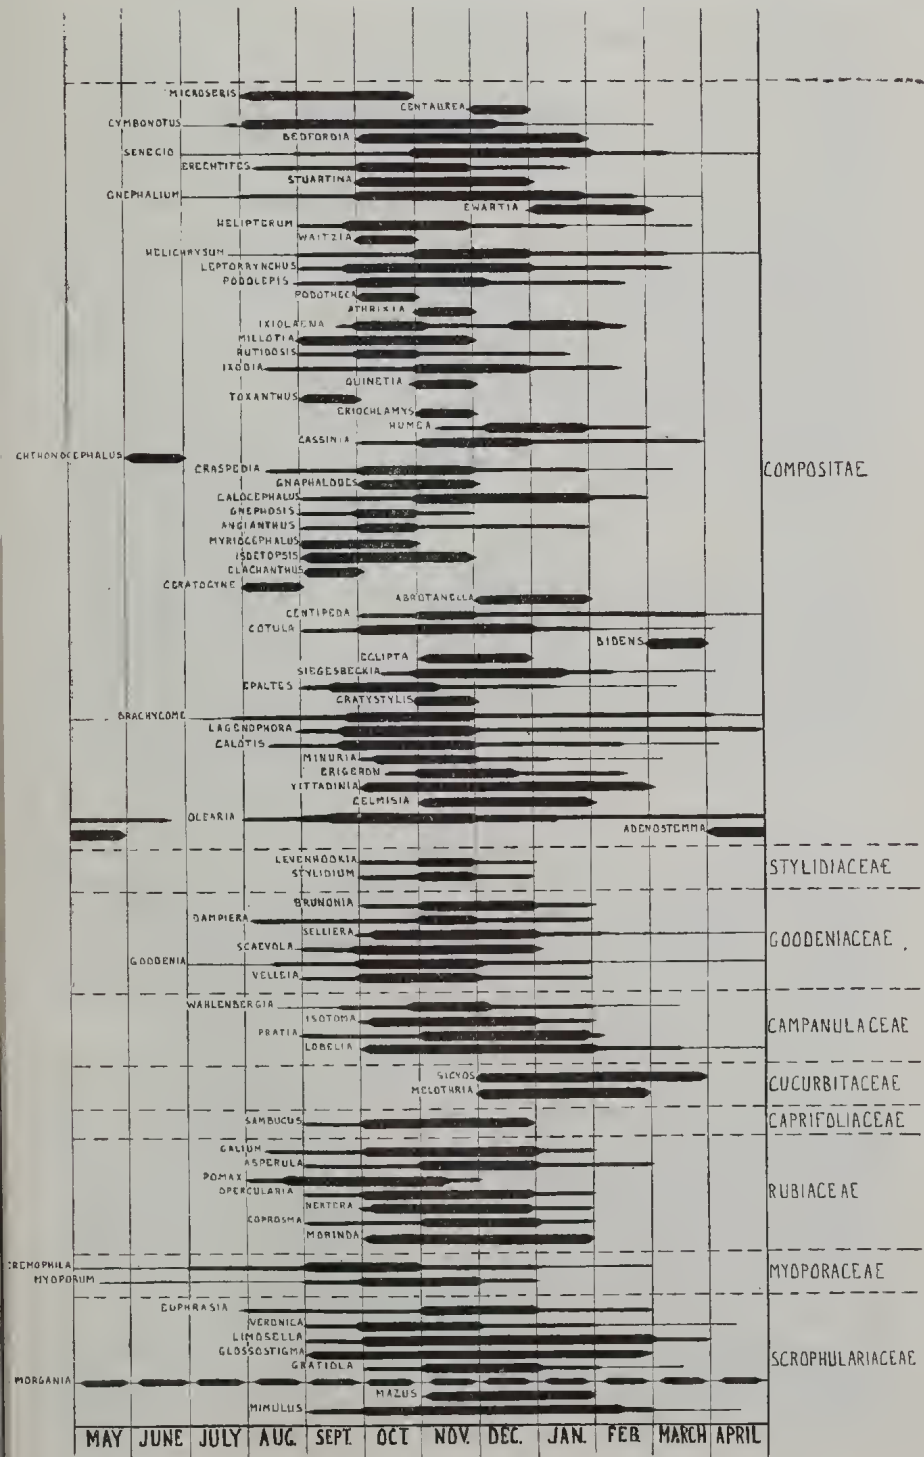 MICROSERIS
CENTAUREA
CYMBONOTUS
BEDFORDIA
SENECIO
ERECHTITES
STUARTINA
GNEPHALIUM
EWARTIA
HELIPTERUM
WAITZIA
HELICHRYSUM
LEPTORRYNCHUS
PODOLEPIS
PODOTHECA
ATHRIXIA
IXIOLAENA
MILLOTIA
RUTIDOSIS
IXODIA
QUINETIA
TOXANTHUS
ERIOCHLAMYS
HUMEA
CASSINIA
CHTHONOCEPHALUS
CRASPEDIA
COMPOSITAE
GNAPHALODES
CALOCEPHALUS
GNEPHOSIS
ANGIANTHUS
MYRIOCEPHALUS
ISOETOPSIS
ELACHANTHUS
CERATOGYNE
ABROTANELLA
CENTIPEDA
COTULA
BIDENS
ECLIPTA
SIEGESBECKIA
EPALTES
CRATYSTYLIS
BRACHYCOME
LAGENOPHORA
CALOTIS
MINURIA
ERIGERON
VITTADINIA
CELMISIA
OLEARIA
ADENOSTEMMA
LEVENHOOKIA
STYLIDIACEAE
STYLIDIUM
BRUNONIA
DAMPIERA
SELLIERA
GOODENIACEAE
SCAEVOLA
GOODENIA
VELLEIA
WAHLENBERGIA
ISOTOMA
CAMPANULACEAE
PRATIA
LOBELIA
SICYOS
CUCURBITACEAE
MELOTHRIA
SAMBUCUS
CAPRIFOLIACEAE
GALIUM
ASPERULA
POMAX
OPERCULARIA
RUBIACEAE
NERTERA
COPROSMA
MORINDA
EREMOPHILA
MYOPORACEAE
MYOPORUM
EUPHRASIA
VERONICA
LIMOSELLA
GLOSSOSTIGMA
SCROPHULARIACEAE
GRATIOLA
MORGANIA
MAZUS
MIMULUS
MAY JUNE JULY AUG. SEPT. OCT NOV. DEC. JAN. FEB. MARCH APRIL